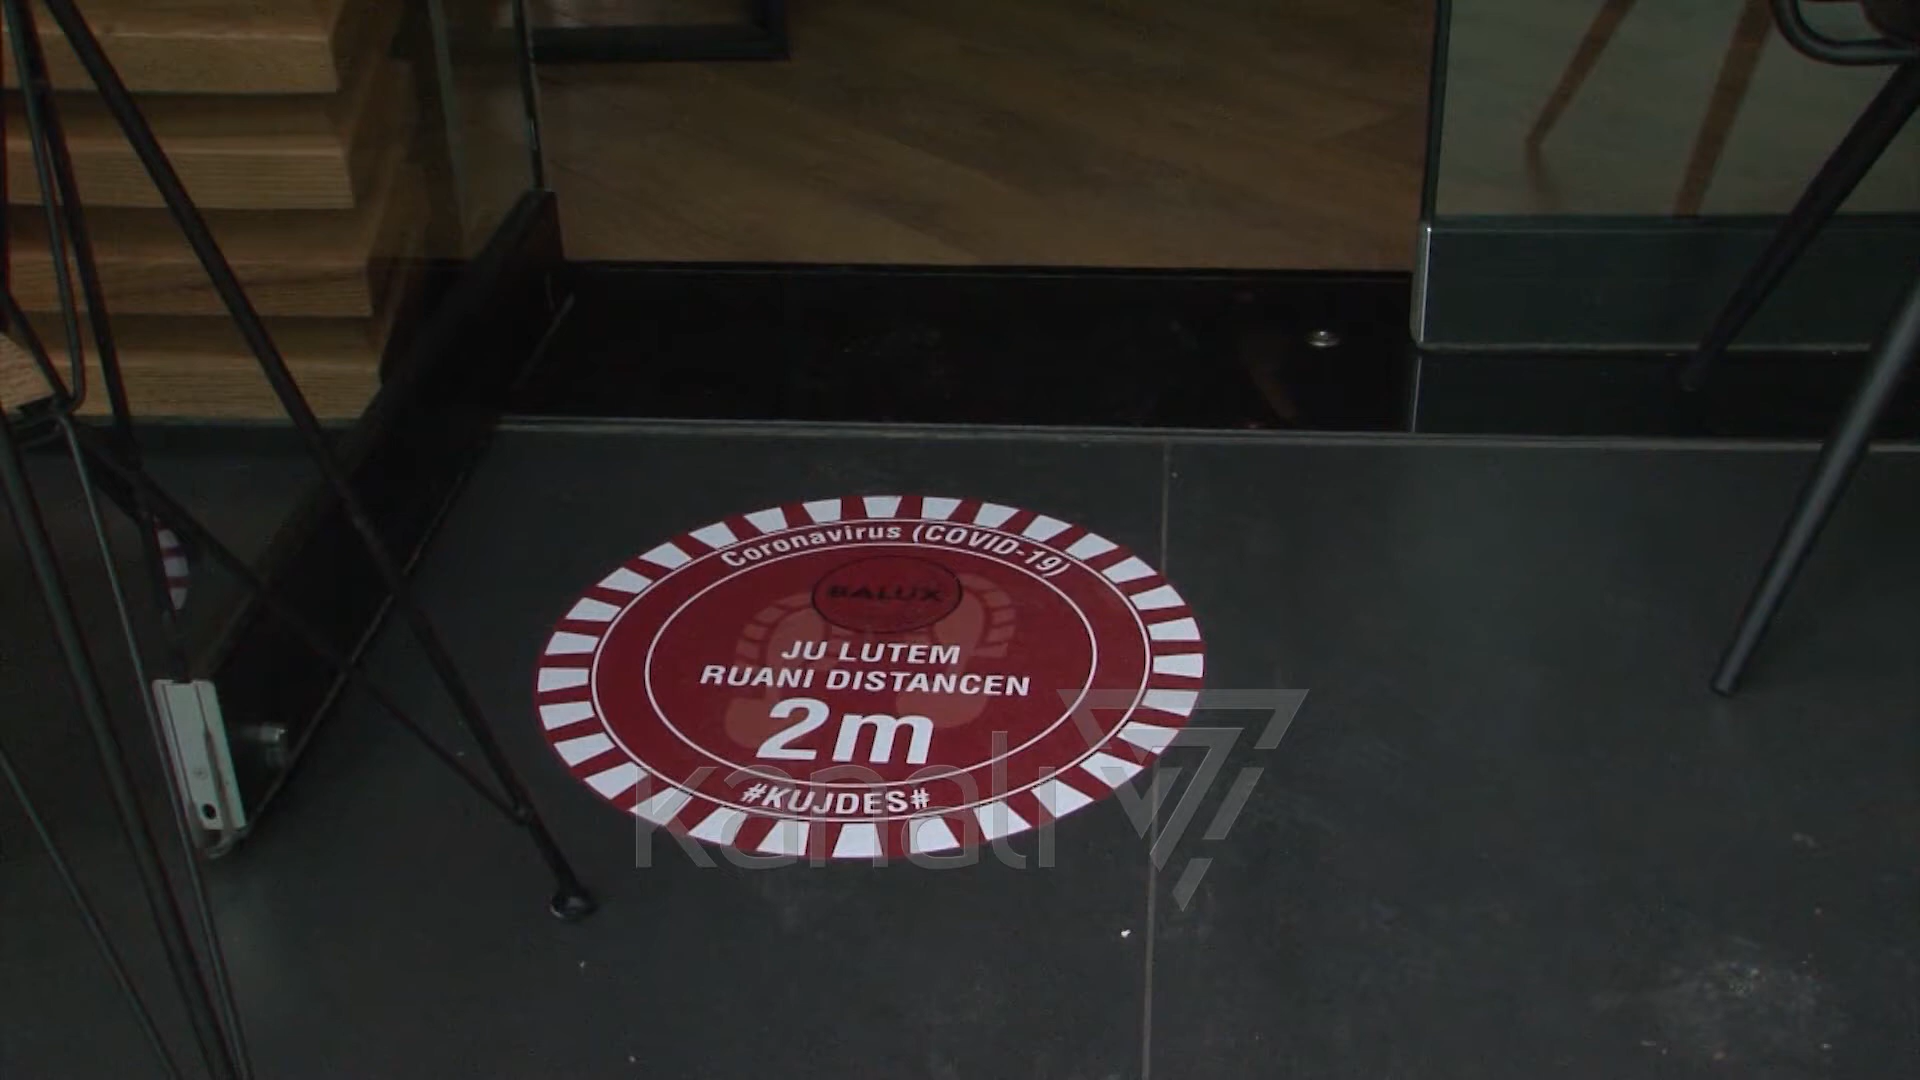 Coronavirus (COVID-19)
BALUX
JU LUTEM
RUANI DISTANCEN
2m
#KUJDES#
kanali 7